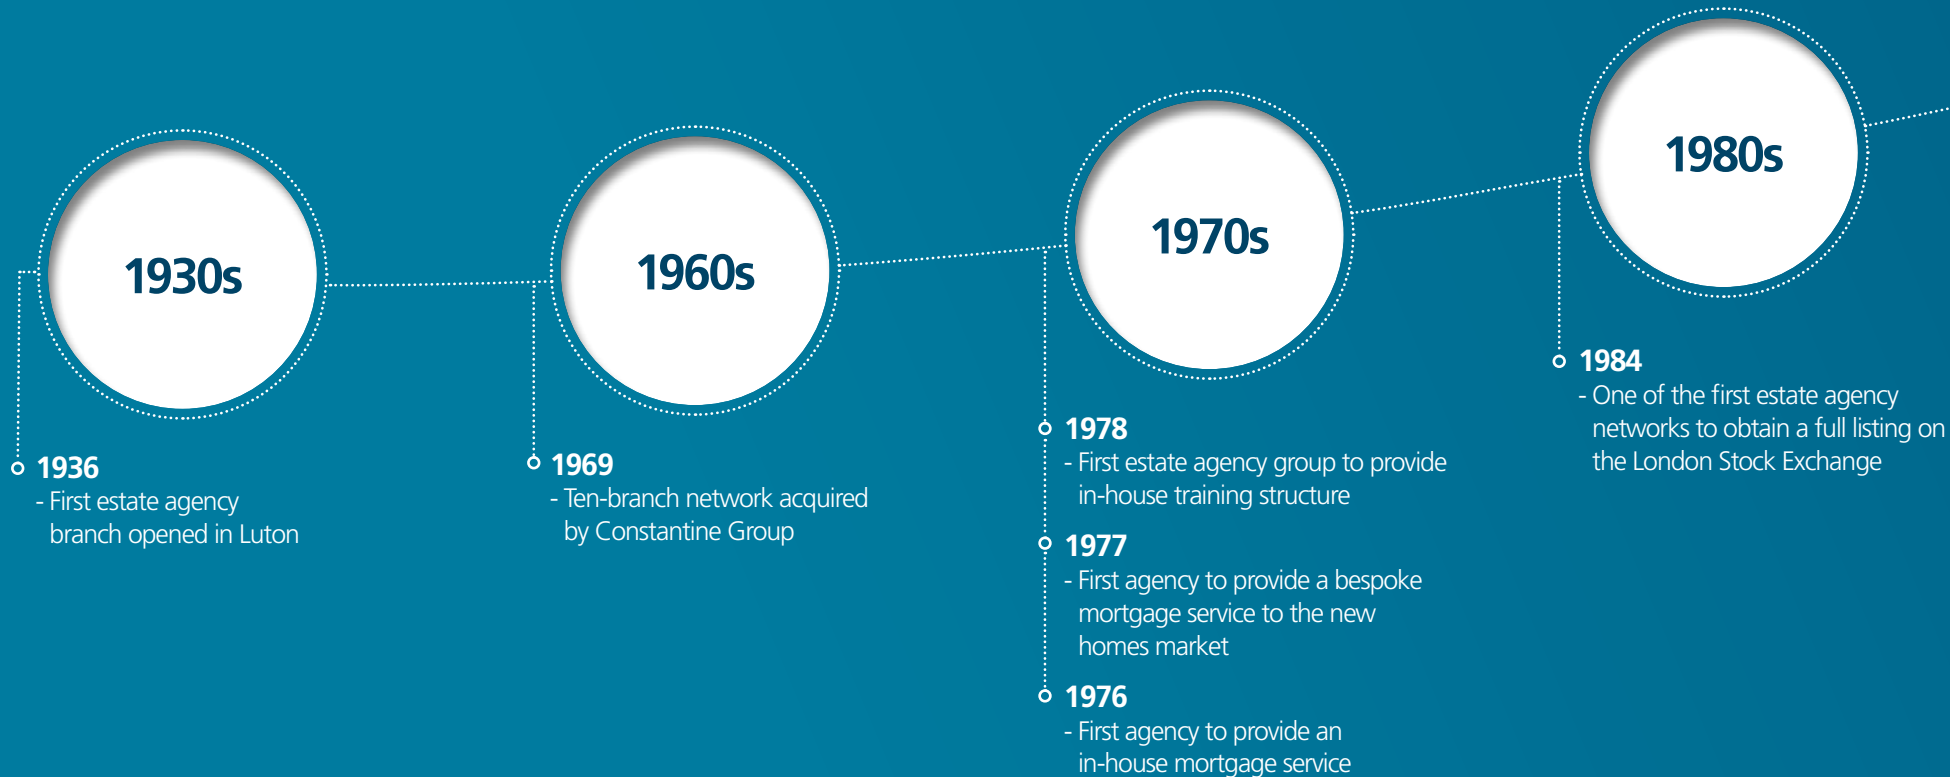 1930s
1936
- First estate agency
branch opened in Luton
1960s
1969
- Ten-branch network acquired
by Constantine Group
1970s
1978
- First estate agency group to provide
in-house training structure
1977
- First agency to provide a bespoke
mortgage service to the new
homes market
1976
- First agency to provide an
in-house mortgage service
1980s
1984
- One of the first estate agency
networks to obtain a full listing on
the London Stock Exchange